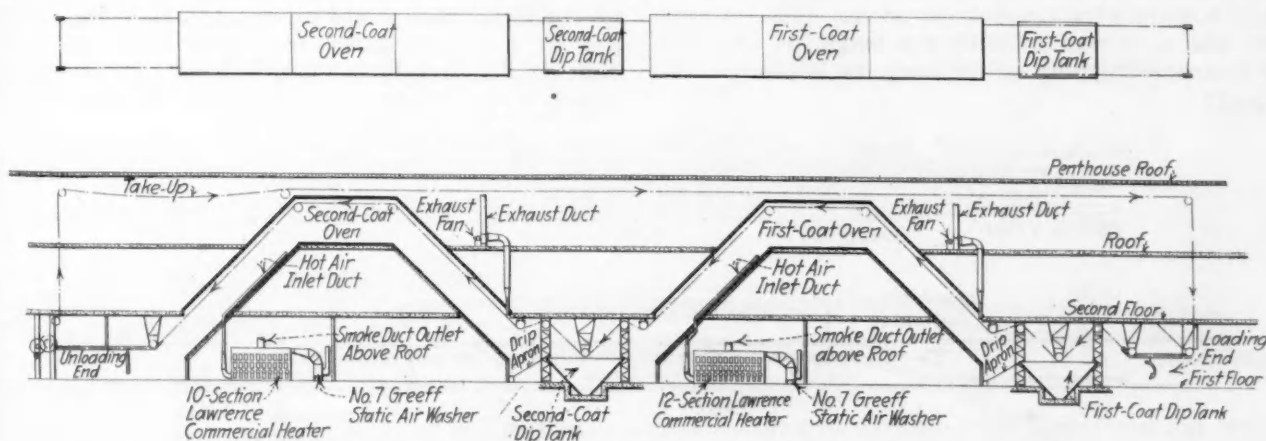 Second-Coat
Oven
Second-Coat
Dip Tank
First-Coat
Oven
First-Coat
Dip Tank
Penthouse Roof
Take-Up
Second-Coat
Oven
Exhaust
Fan
Exhaust Duct
First-Coat Oven
Exhaust
Fan
Exhaust Duct
Roof
Hot Air
Inlet Duct
Hot Air
Inlet Duct
Second Floor
Unloading
End
Smoke Duct Outlet
Above Roof
Drip
Apron
Smoke Duct Outlet
above Roof
Drip
Apron
Loading
End
First Floor
10-Section
Lawrence
Commercial Heater
No. 7 Greeff
Static Air Washer
Second-Coat
Dip Tank
12-Section Lawrence
Commercial Heater
No. 7 Greeff
Static Air Washer
First-Coat Dip Tank